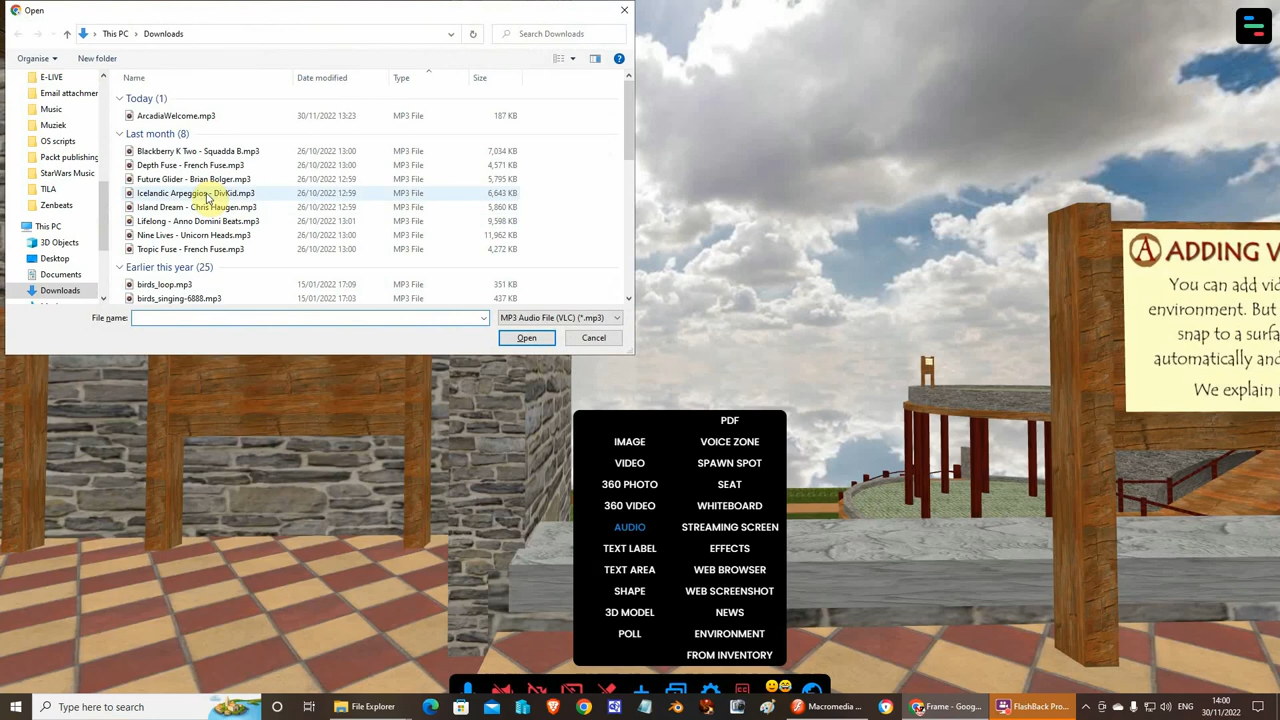 Open
This PC > Downloads
Search Downloads
Organise
New folder
Name Date modified Type Size
E-LIVE
Email attachmer
Music
Muziek
OS scripts
Packt publishing
StarWars Music
TILA
Zenbeats
This PC
3D Objects
Desktop
Documents
Downloads
Today (1)
ArcadiaWelcome.mp3 30/11/2022 13:23 MP3 File 187 KB
Last month (8)
Blackberry K Two - Squadda B.mp3 26/10/2022 13:00 MP3 File 7,034 KB
Depth Fuse - French Fuse.mp3 26/10/2022 13:00 MP3 File 4,571 KB
Future Glider - Brian Bolger.mp3 26/10/2022 12:59 MP3 File 5,795 KB
Icelandic Arpeggios - DivKid.mp3 26/10/2022 12:59 MP3 File 6,643 KB
Island Dream - Chris Haugen.mp3 26/10/2022 12:59 MP3 File 5,860 KB
Lifelong - Anno Domini Beats.mp3 26/10/2022 13:01 MP3 File 9,598 KB
Nine Lives - Unicorn Heads.mp3 26/10/2022 13:00 MP3 File 11,962 KB
Tropic Fuse - French Fuse.mp3 26/10/2022 13:00 MP3 File 4,272 KB
Earlier this year (25)
birds_loop.mp3 15/01/2022 17:09 MP3 File 351 KB
birds_singing-6888.mp3 15/01/2022 17:03 MP3 File 437 KB
File name:
MP3 Audio File (VLC) (*.mp3)
Open Cancel
A ADDING V
You can add vid
environment. But
snap to a surfa
automatically and
We explain
PDF
IMAGE VOICE ZONE
VIDEO SPAWN SPOT
360 PHOTO SEAT
360 VIDEO WHITEBOARD
AUDIO STREAMING SCREEN
TEXT LABEL EFFECTS
TEXT AREA WEB BROWSER
SHAPE WEB SCREENSHOT
3D MODEL NEWS
POLL ENVIRONMENT
FROM INVENTORY
Type here to search
File Explorer
Macromedia ...
Frame - Goog...
FlashBack Pro...
ENG
14:00
30/11/2022